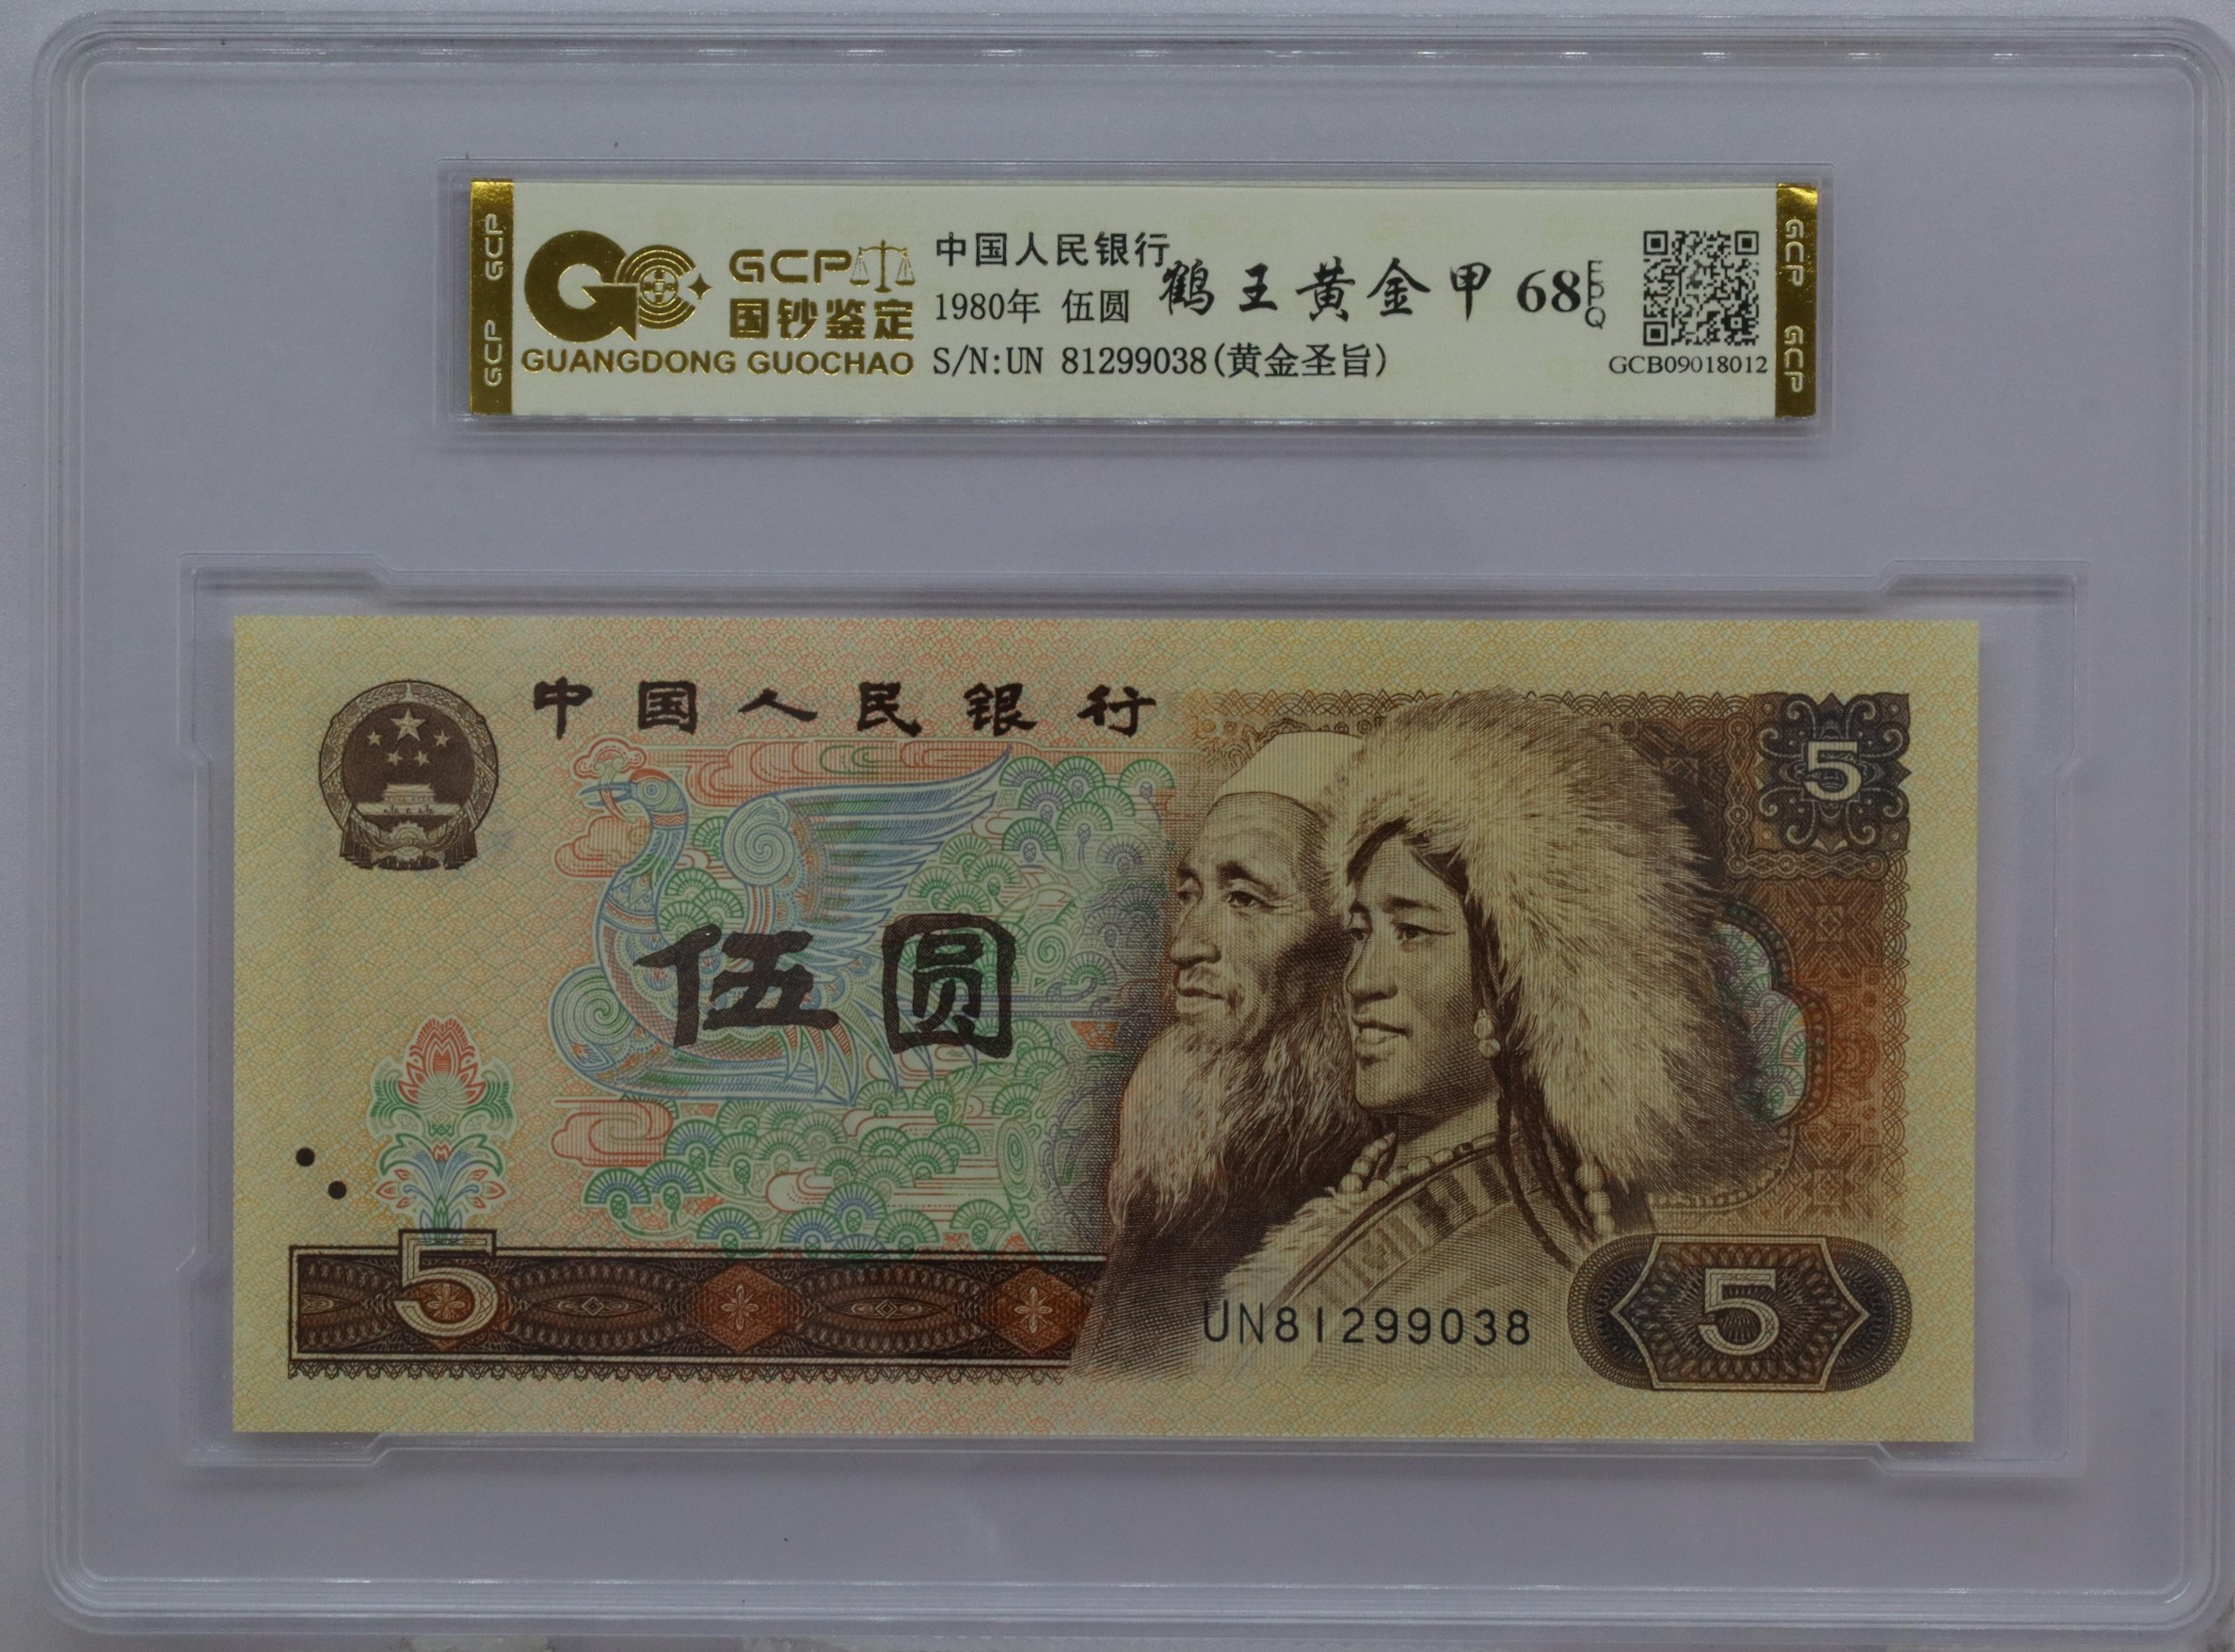 GCP GCP
GCP
国钞鉴定
GUANGDONG GUOCHAO
中国人民银行
1980年 伍圆
S/N:UN 81299038(黄金圣旨)
鹤王黄金甲 68 EPQ
GCB09018012
GCP GCP
中国人民银行
5
伍圆
5
UN81299038
5